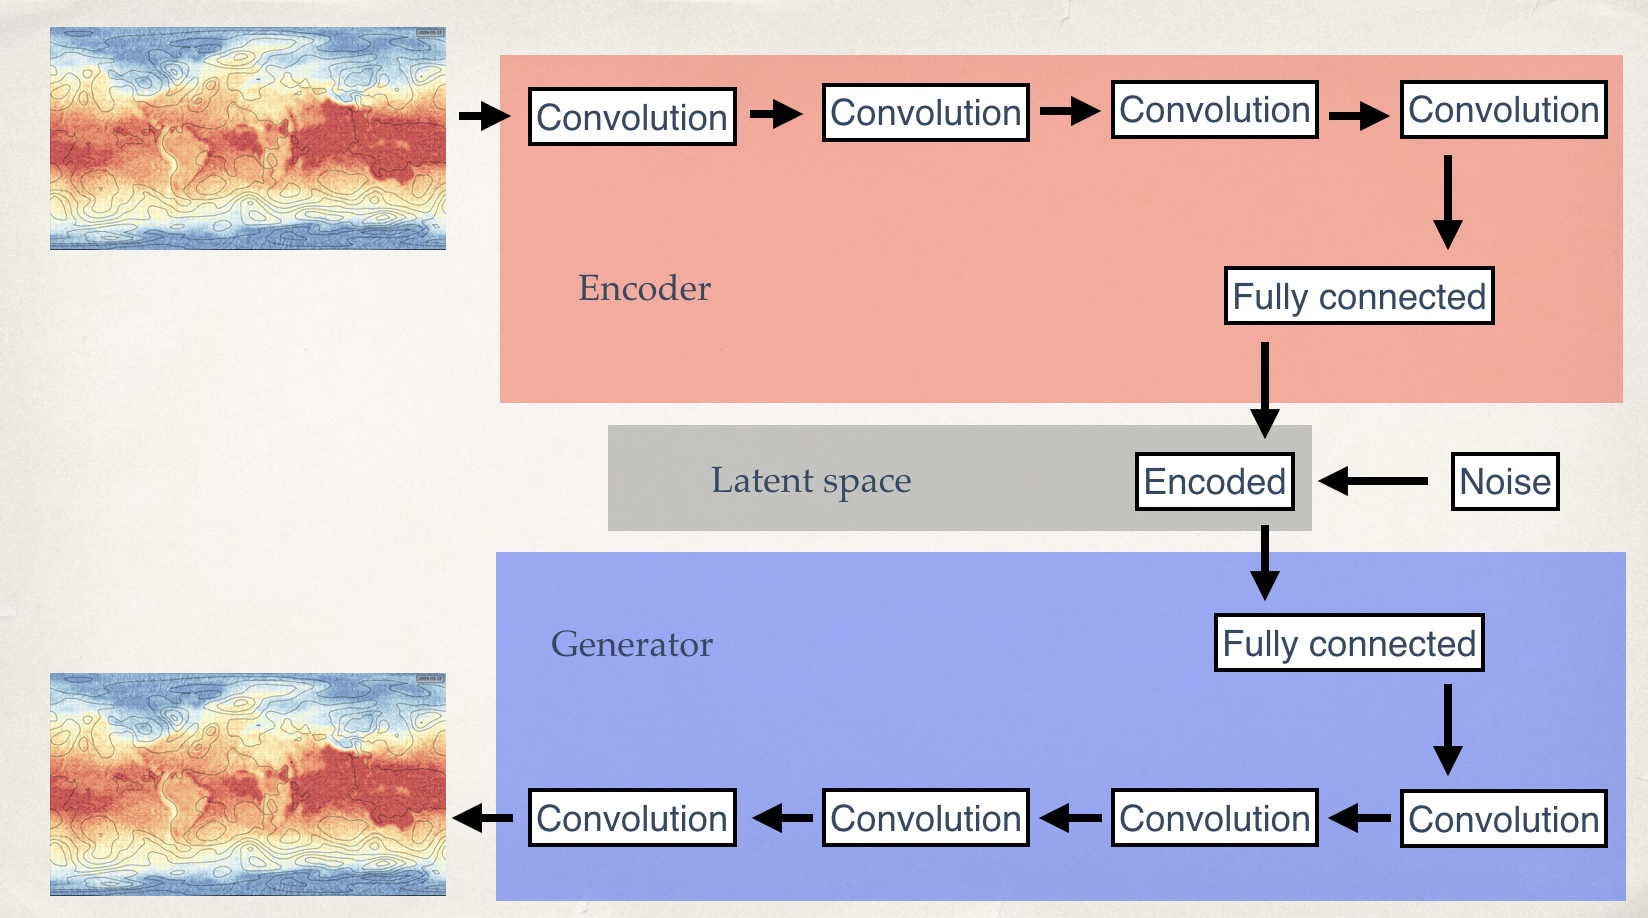 Convolution
Convolution
Convolution
Convolution
Encoder
Fully connected
Latent space
Encoded
Noise
Generator
Fully connected
Convolution
Convolution
Convolution
Convolution